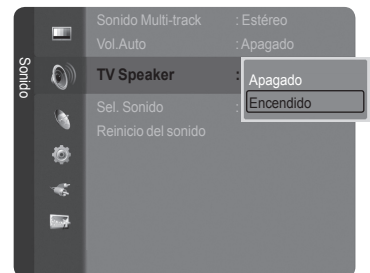 Sonido
Sonido Multi-track : Estéreo
Vol.Auto : Apagado
TV Speaker :
Apagado
Encendido
Sel. Sonido :
Reinicio del sonido